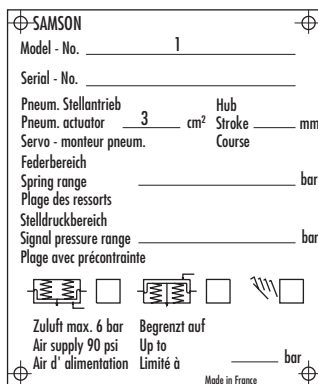 SAMSON
Model - No. 1
Serial - No.
Pneum. Stellantrieb Hub
Pneum. actuator 3 cm² Stroke mm
Servo - monteur pneum. Course
Federbereich
Spring range bar
Plage des ressorts
Stelldruckbereich
Signal pressure range bar
Plage avec précontrainte
Zuluft max. 6 bar Begrenzt auf
Air supply 90 psi Up to
Air d' alimentation Limité à bar
Made in France